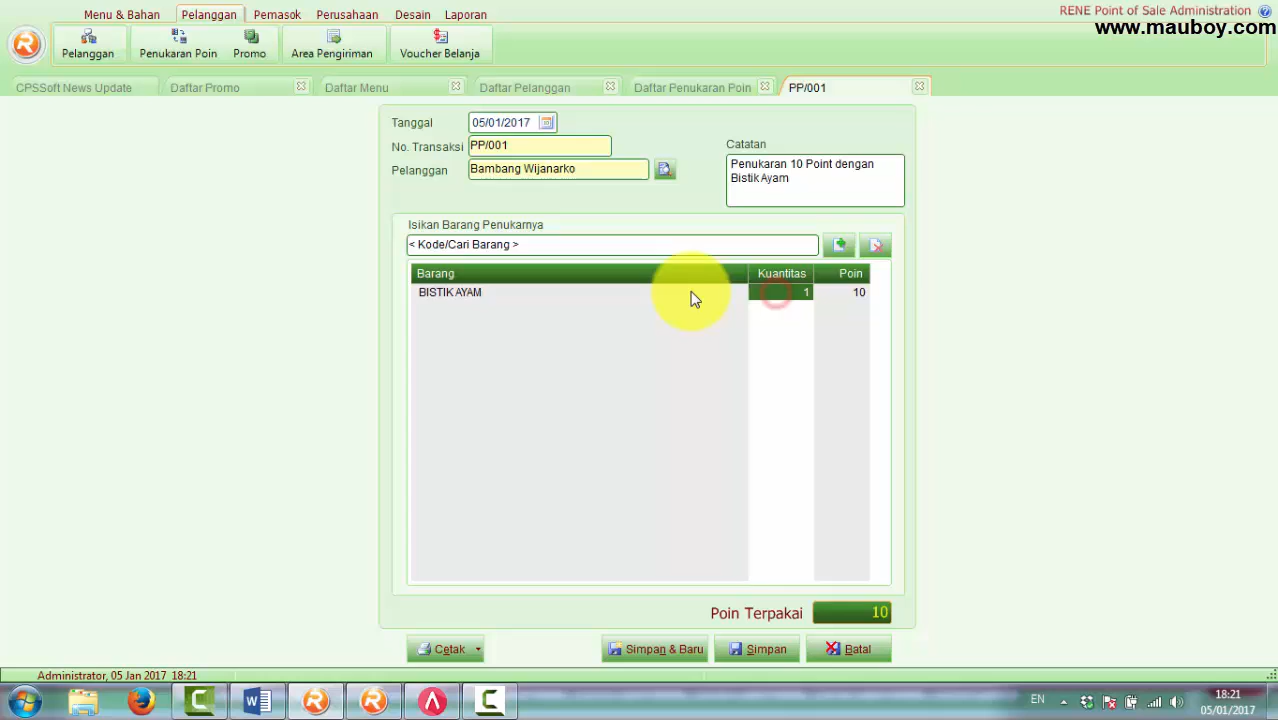 Menu & Bahan Pelanggan Pemasok Perusahaan Desain Laporan
RENE Point of Sale Administration
www.mauboy.com
Pelanggan Penukaran Poin Promo Area Pengiriman Voucher Belanja
CPSSoft News Update Daftar Promo Daftar Menu Daftar Pelanggan Daftar Penukaran Poin PP/001
Tanggal 05/01/2017
No. Transaksi PP/001
Pelanggan Bambang Wijanarko
Catatan
Penukaran 10 Point dengan
Bistik Ayam
Isikan Barang Penukarnya
< Kode/Cari Barang >
Barang Kuantitas Poin
BISTIK AYAM 1 10
Poin Terpakai 10
Cetak Simpan & Baru Simpan Batal
Administrator, 05 Jan 2017 18:21
EN
18:21
05/01/2017